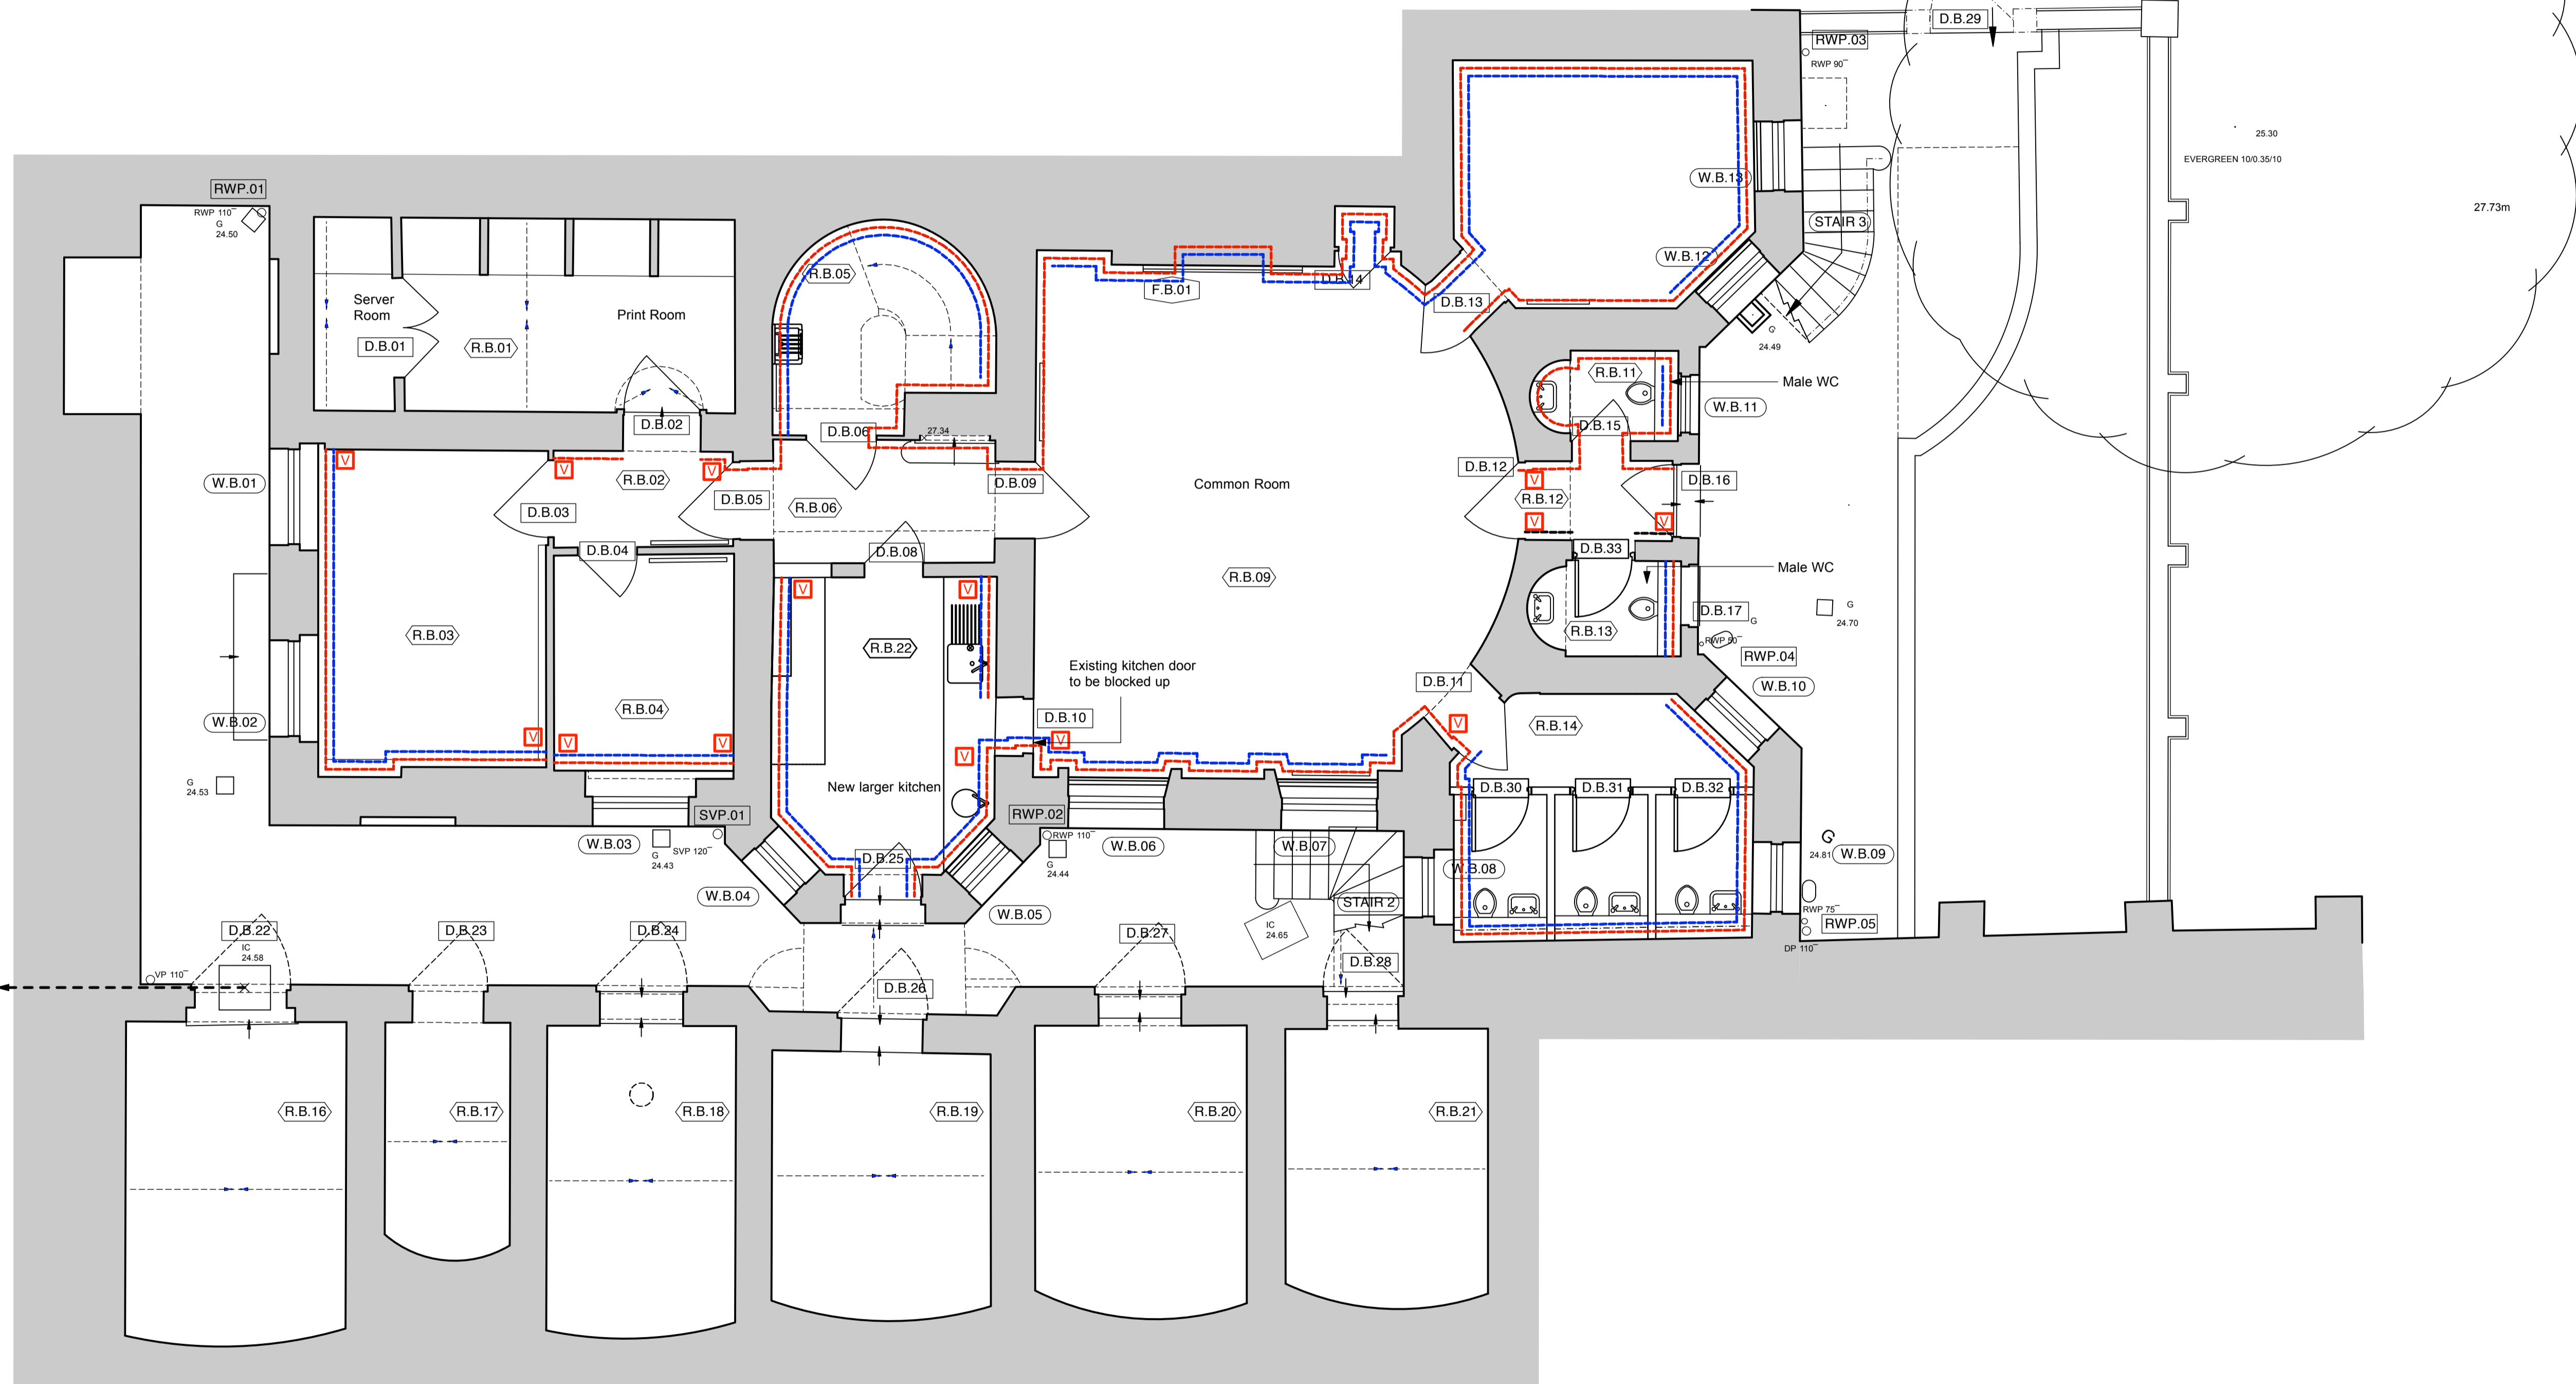 D.B.29
RWP.03
RWP 90
25.30
EVERGREEN 10/0.35/10
27.73m
RWP.01
RWP 110
G
24.50
W.B.13
STAIR 3
W.B.12
R.B.05
D.B.14
F.B.01
D.B.13
Server
Room
Print Room
D.B.01
R.B.01
G
24.49
R.B.11
Male WC
W.B.11
D.B.02
D.B.06
27.34
D.B.15
V
V
V
D.B.12
W.B.01
R.B.02
D.B.05
D.B.09
Common Room
V
D.B.16
D.B.03
R.B.06
R.B.12
V
V
D.B.04
D.B.08
D.B.33
Male WC
R.B.09
V
V
D.B.17
G
G
24.70
R.B.03
R.B.22
R.B.13
RWP 50
RWP.04
Existing kitchen door
to be blocked up
D.B.11
W.B.10
W.B.02
R.B.04
D.B.10
V
R.B.14
V
V
V
V
V
G
24.53
New larger kitchen
D.B.30
D.B.31
D.B.32
SVP.01
RWP.02
W.B.03
G
24.43
SVP 120
RWP 110
G
24.44
W.B.06
W.B.07
D.B.25
W.B.08
G
24.81
W.B.09
W.B.04
W.B.05
STAIR 2
RWP 75
RWP.05
D.B.22
D.B.23
D.B.24
D.B.27
IC
24.65
IC
24.58
DP 110
VP 110
D.B.26
D.B.28
R.B.16
R.B.17
R.B.18
R.B.19
R.B.20
R.B.21